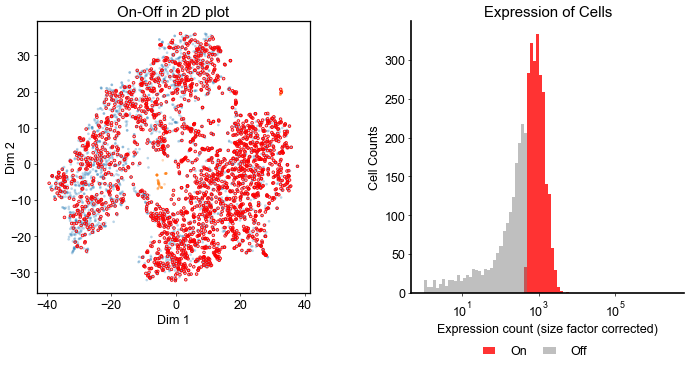 On-Off in 2D plot
30
20
10
0
−10
−20
−30
Dim 2
−40
−20
0
20
40
Dim 1
Expression of Cells
300
250
200
150
100
50
0
Cell Counts
10^1
10^3
10^5
Expression count (size factor corrected)
On
Off